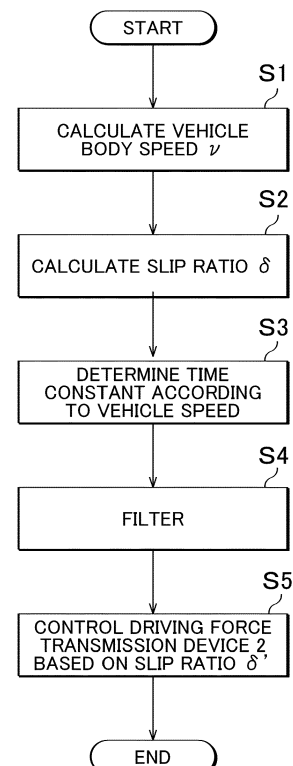 START
S1
CALCULATE VEHICLE
BODY SPEED ν
S2
CALCULATE SLIP RATIO δ
S3
DETERMINE TIME
CONSTANT ACCORDING
TO VEHICLE SPEED
S4
FILTER
S5
CONTROL DRIVING FORCE
TRANSMISSION DEVICE 2
BASED ON SLIP RATIO δ'
END